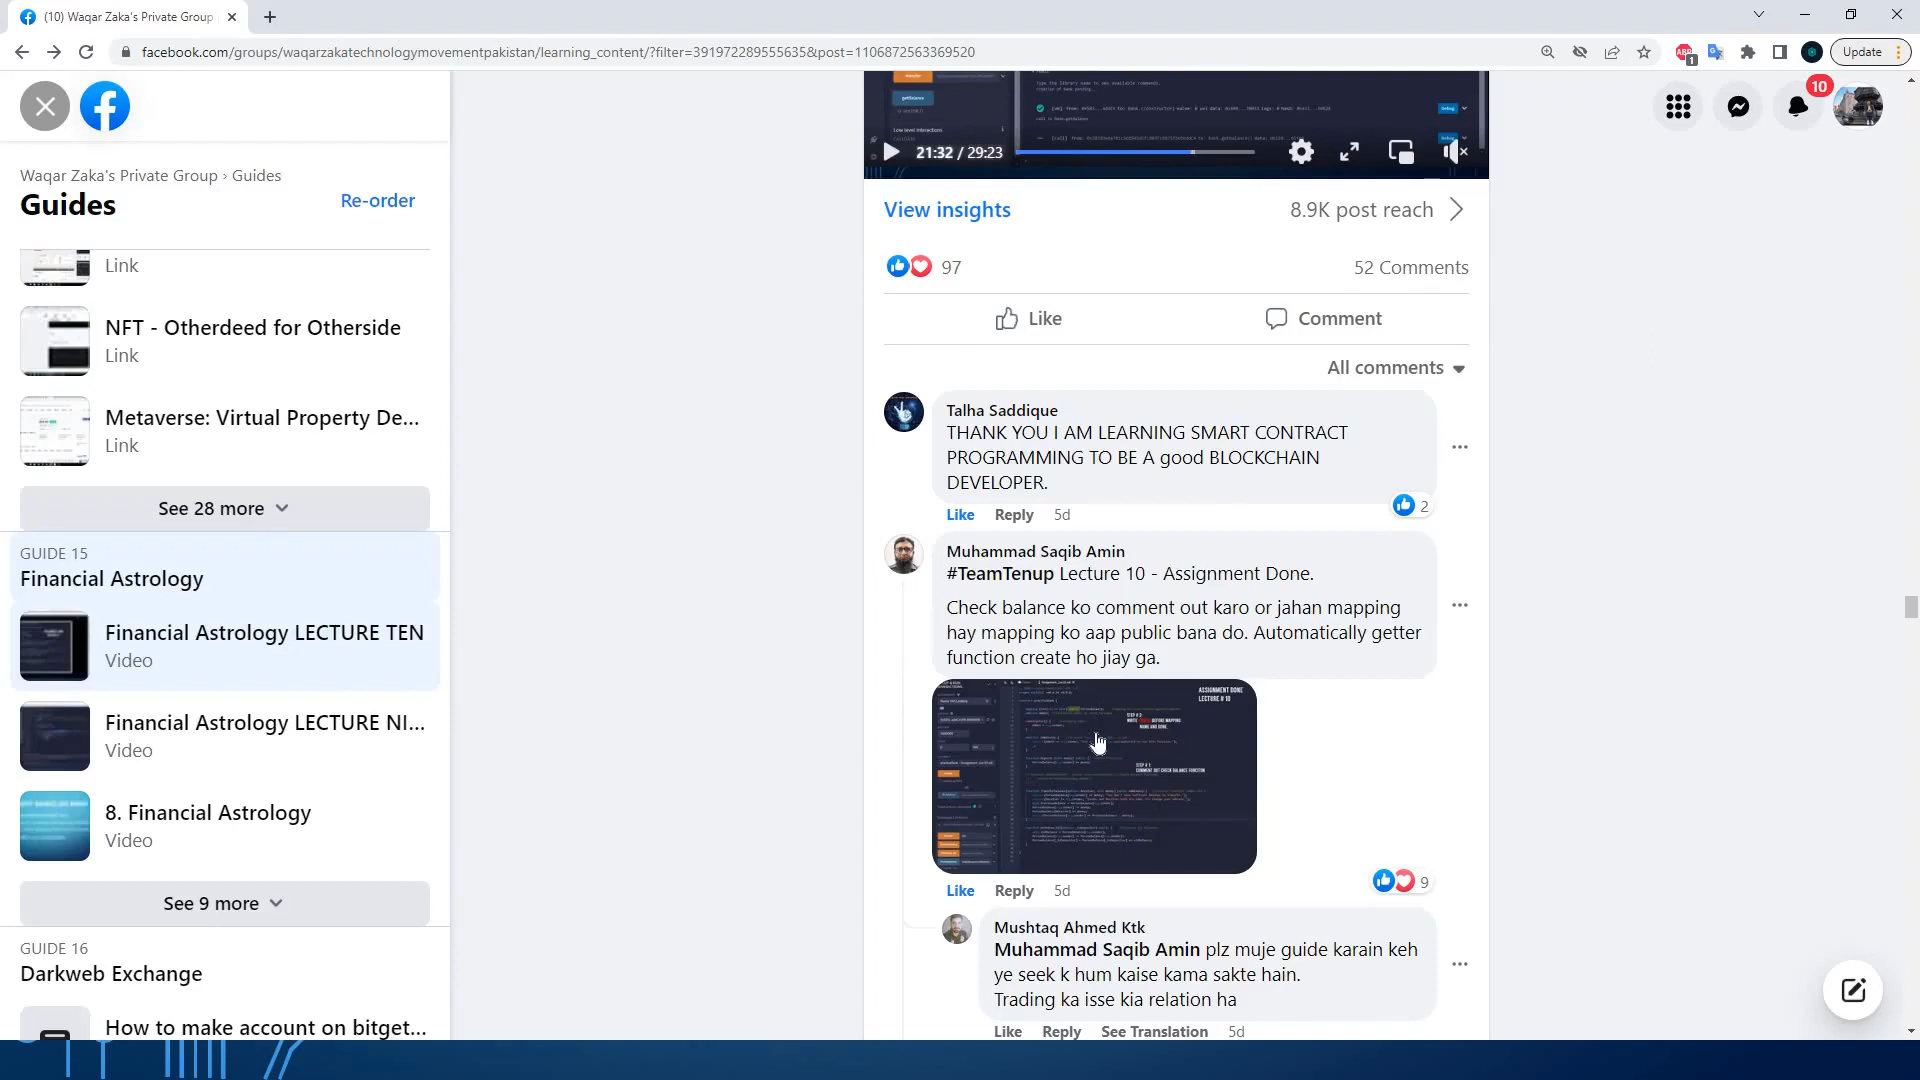 (10) Waqar Zaka's Private Group
facebook.com/groups/waqarzakatechnologymovementpakistan/learning_content/?filter=391972289555635&post=1106872563369520
Update
10
Waqar Zaka's Private Group › Guides
Guides
Re-order
Link
NFT - Otherdeed for Otherside
Link
Metaverse: Virtual Property De...
Link
See 28 more
GUIDE 15
Financial Astrology
Financial Astrology LECTURE TEN
Video
Financial Astrology LECTURE NI...
Video
8. Financial Astrology
Video
See 9 more
GUIDE 16
Darkweb Exchange
How to make account on bitget...
getBalance
Low level interactions
21:32 / 29:23
View insights
8.9K post reach
97
52 Comments
Like
Comment
All comments
Talha Saddique
THANK YOU I AM LEARNING SMART CONTRACT
PROGRAMMING TO BE A good BLOCKCHAIN
DEVELOPER.
2
Like Reply 5d
Muhammad Saqib Amin
#TeamTenup Lecture 10 - Assignment Done.
Check balance ko comment out karo or jahan mapping
hay mapping ko aap public bana do. Automatically getter
function create ho jiay ga.
ASSIGNMENT DONE
LECTURE # 10
9
Like Reply 5d
Mushtaq Ahmed Ktk
Muhammad Saqib Amin plz muje guide karain keh
ye seek k hum kaise kama sakte hain.
Trading ka isse kia relation ha
Like Reply See Translation 5d